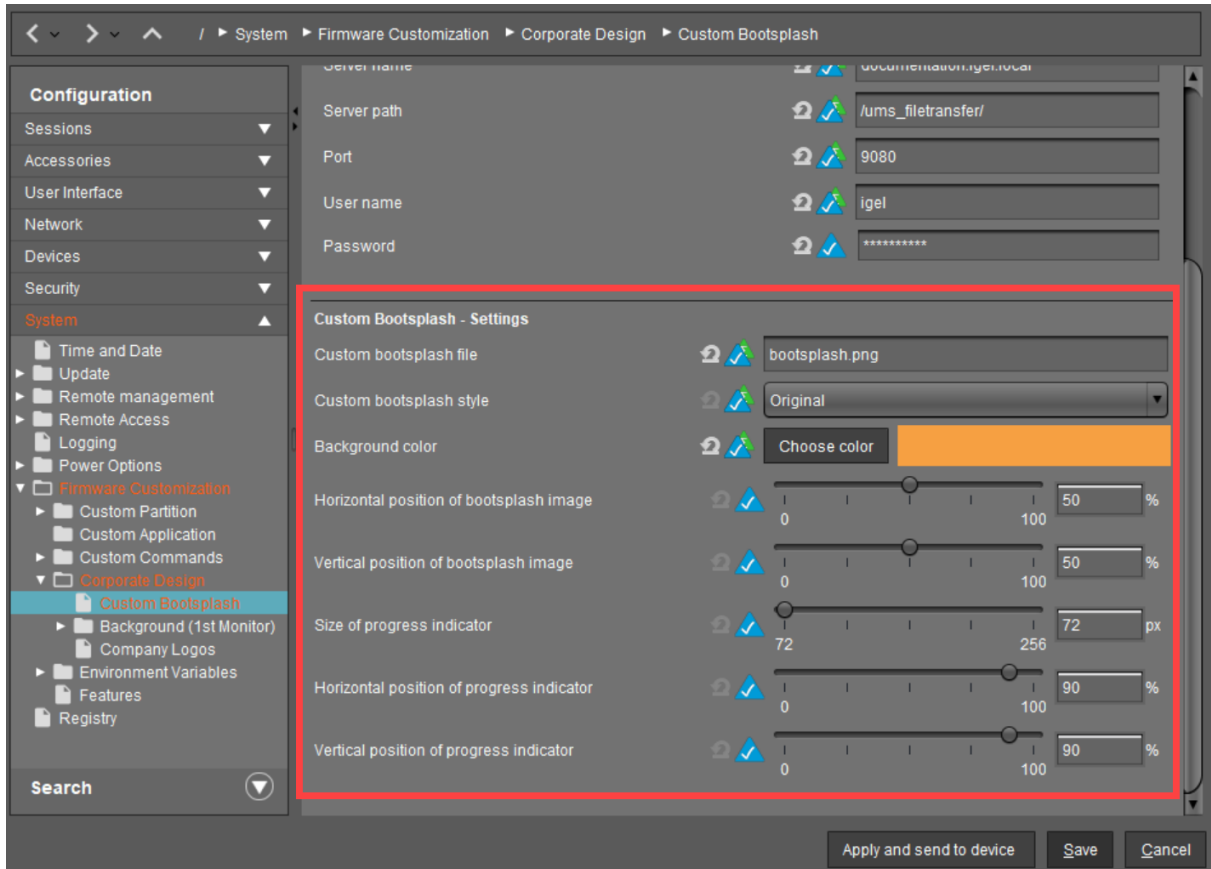 / System Firmware Customization Corporate Design Custom Bootsplash
Configuration
Sessions
Accessories
User Interface
Network
Devices
Security
System
Time and Date
Update
Remote management
Remote Access
Logging
Power Options
Firmware Customization
Custom Partition
Custom Application
Custom Commands
Corporate Design
Custom Bootsplash
Background (1st Monitor)
Company Logos
Environment Variables
Features
Registry
Search
Server name documentation.igel.local
Server path /ums_filetransfer/
Port 9080
User name igel
Password **********
Custom Bootsplash - Settings
Custom bootsplash file bootsplash.png
Custom bootsplash style Original
Background color Choose color
Horizontal position of bootsplash image 50 %
0 100
Vertical position of bootsplash image 50 %
0 100
Size of progress indicator 72 px
72 256
Horizontal position of progress indicator 90 %
0 100
Vertical position of progress indicator 90 %
0 100
Apply and send to device Save Cancel